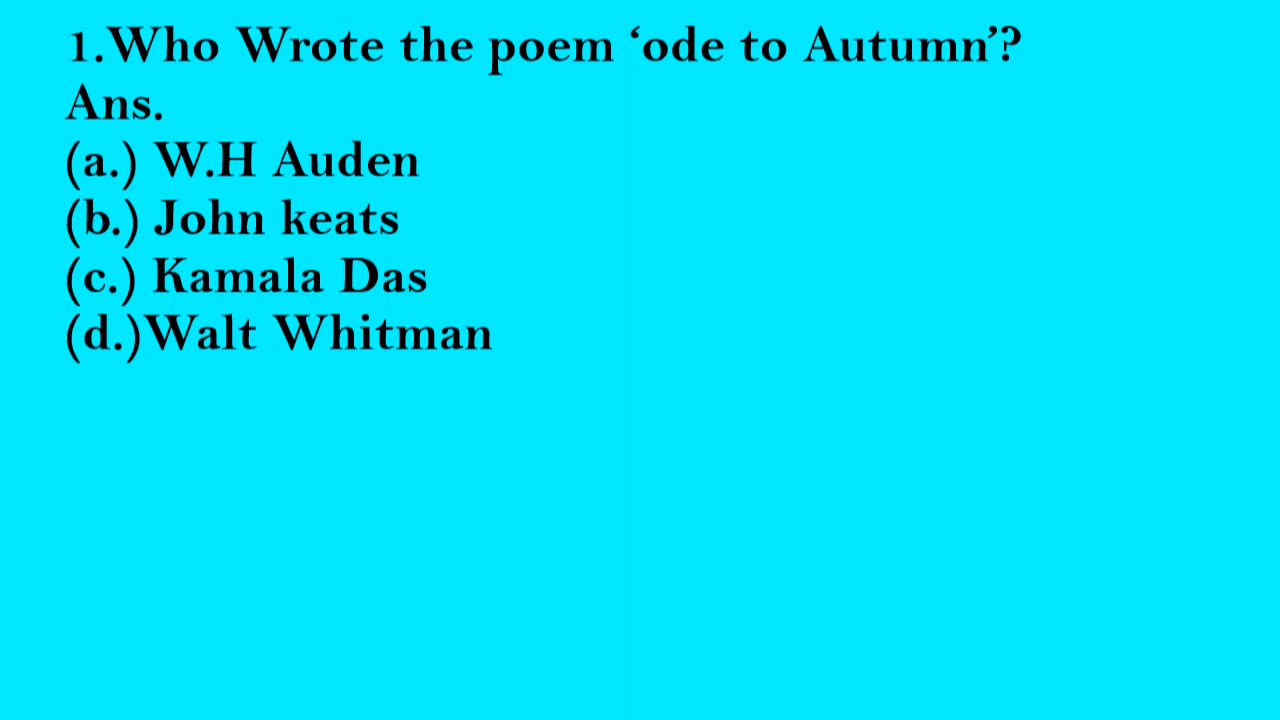 1.Who Wrote the poem ‘ode to Autumn’?
Ans.
(a.) W.H Auden
(b.) John keats
(c.) Kamala Das
(d.)Walt Whitman